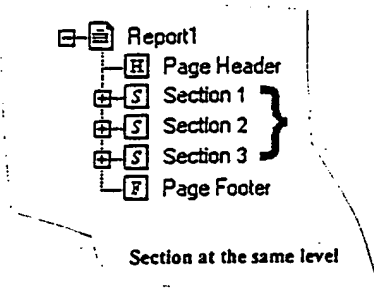 Report1
H Page Header
S Section 1
S Section 2
S Section 3
F Page Footer
Section at the same level